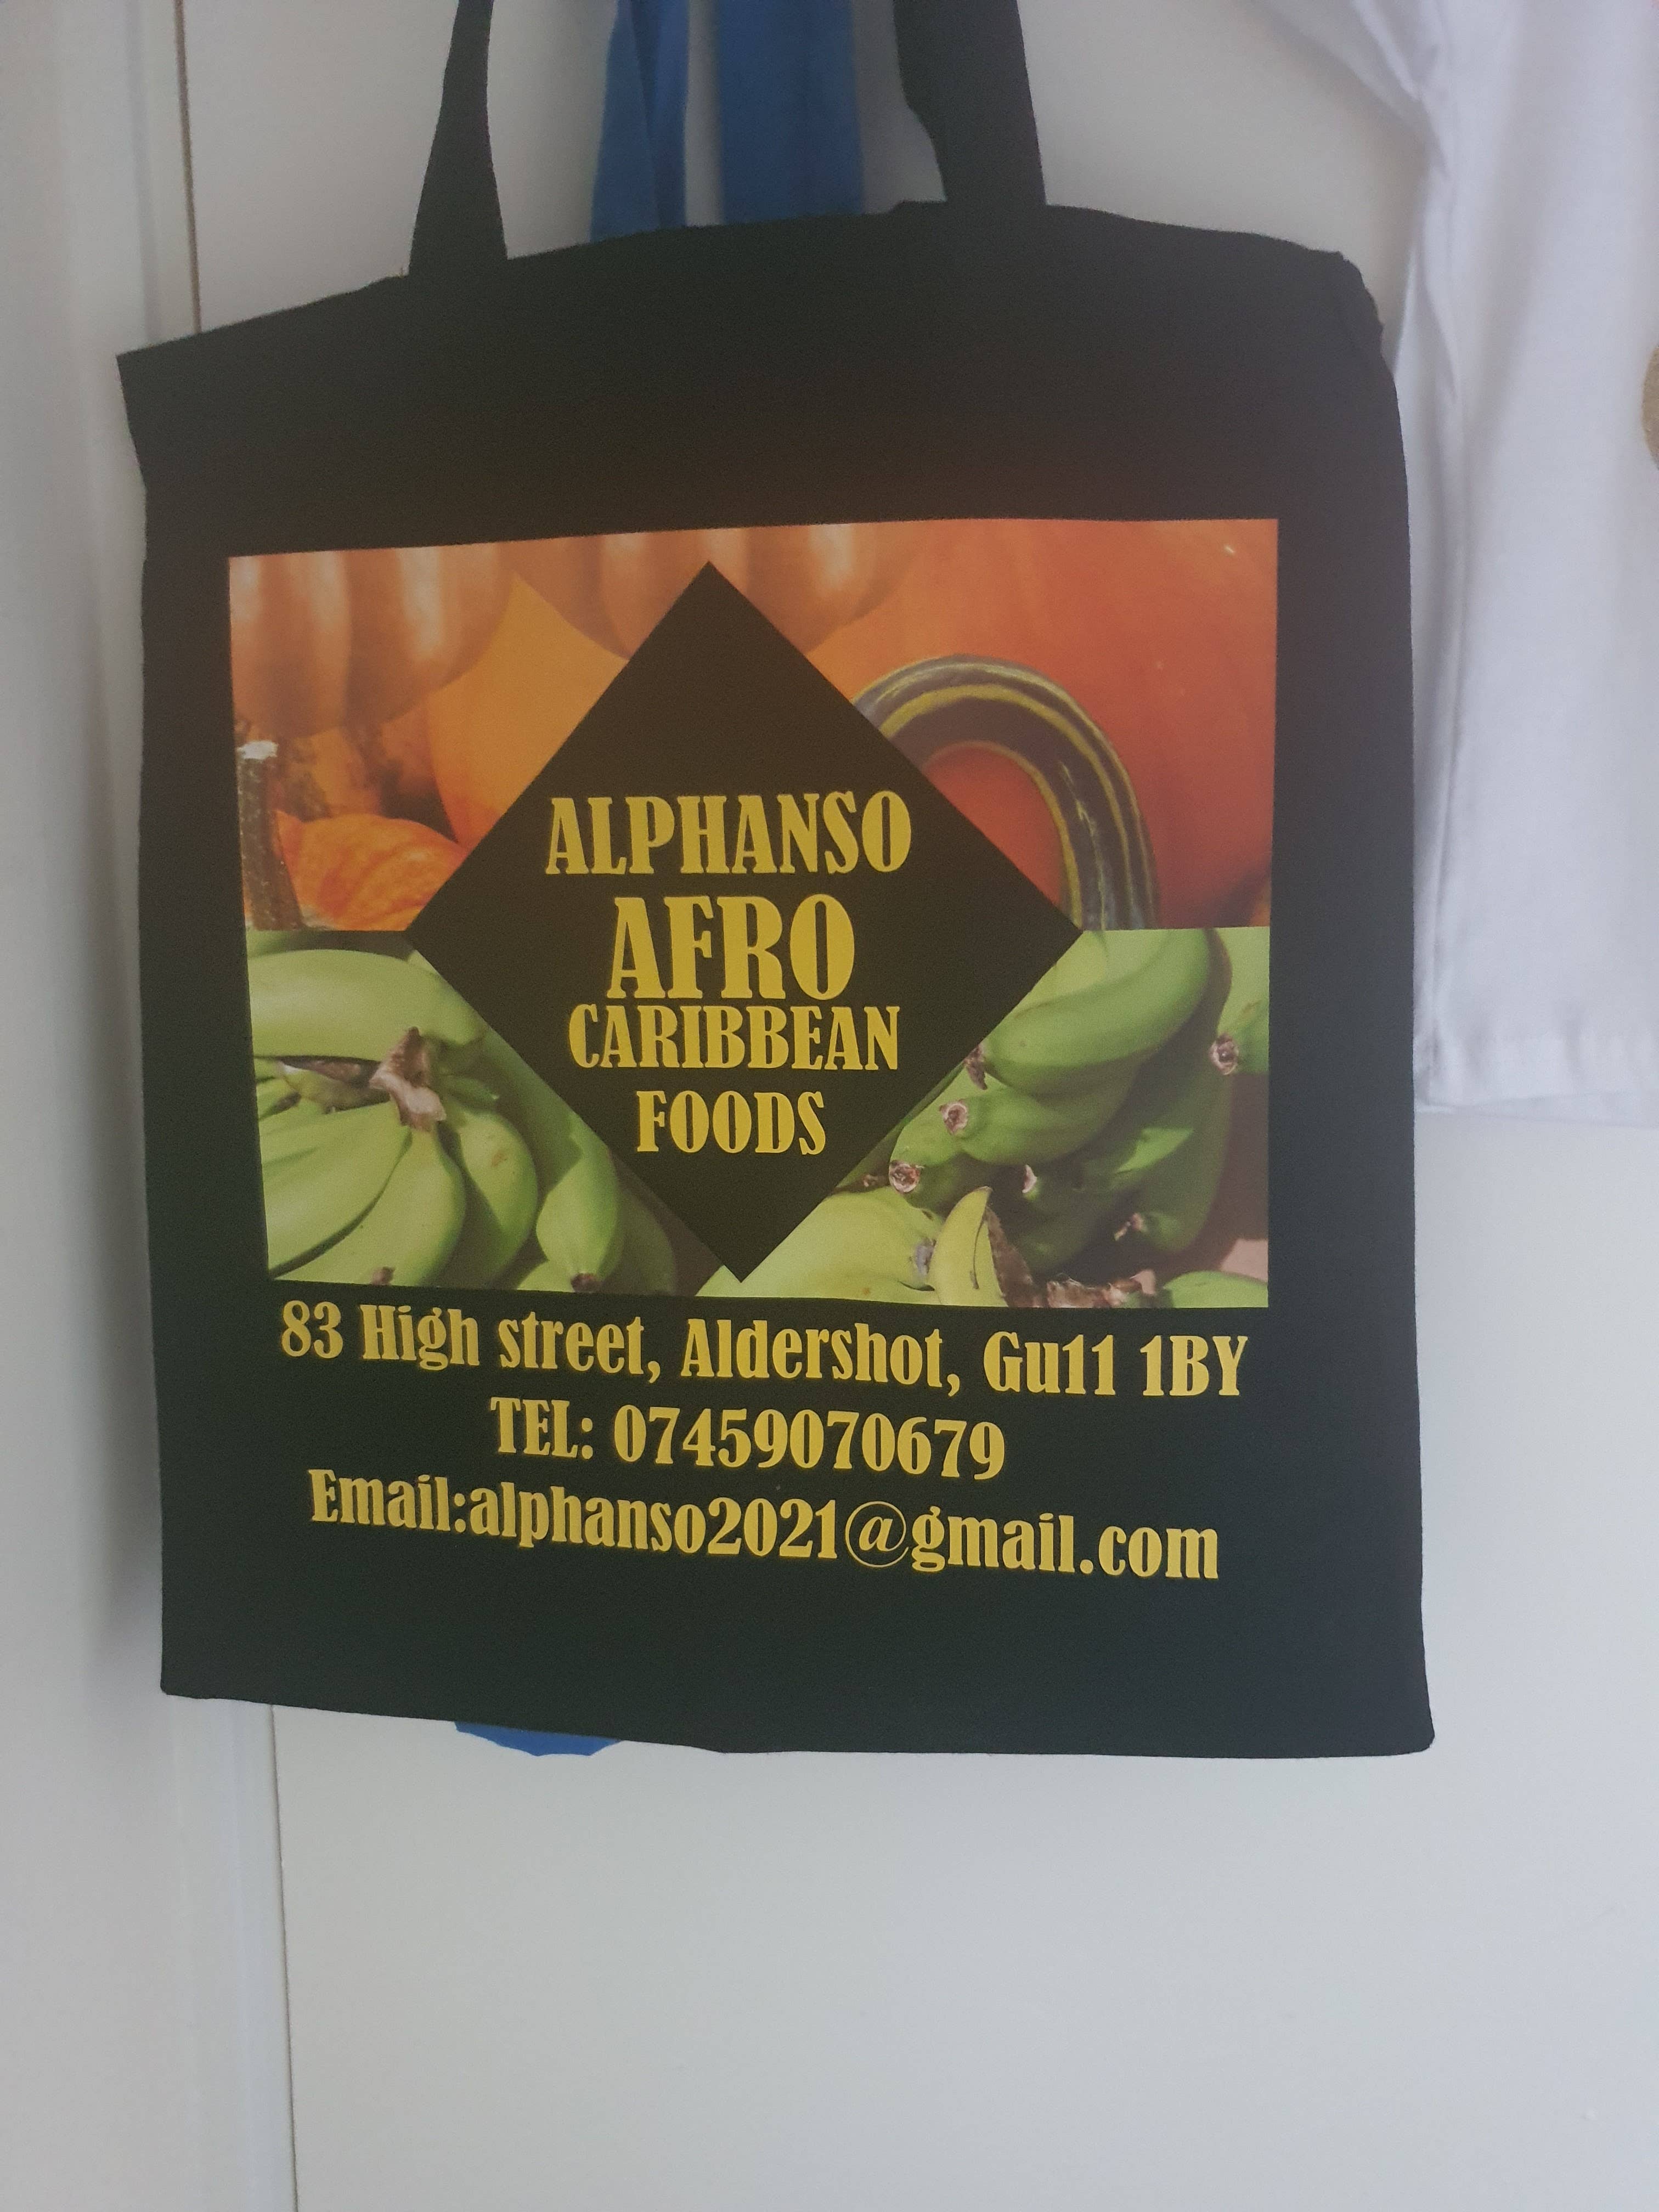 ALPHANSO
AFRO
CARIBBEAN
FOODS
83 High street, Aldershot, Gu11 1BY
TEL: 07459070679
Email:alphanso2021@gmail.com